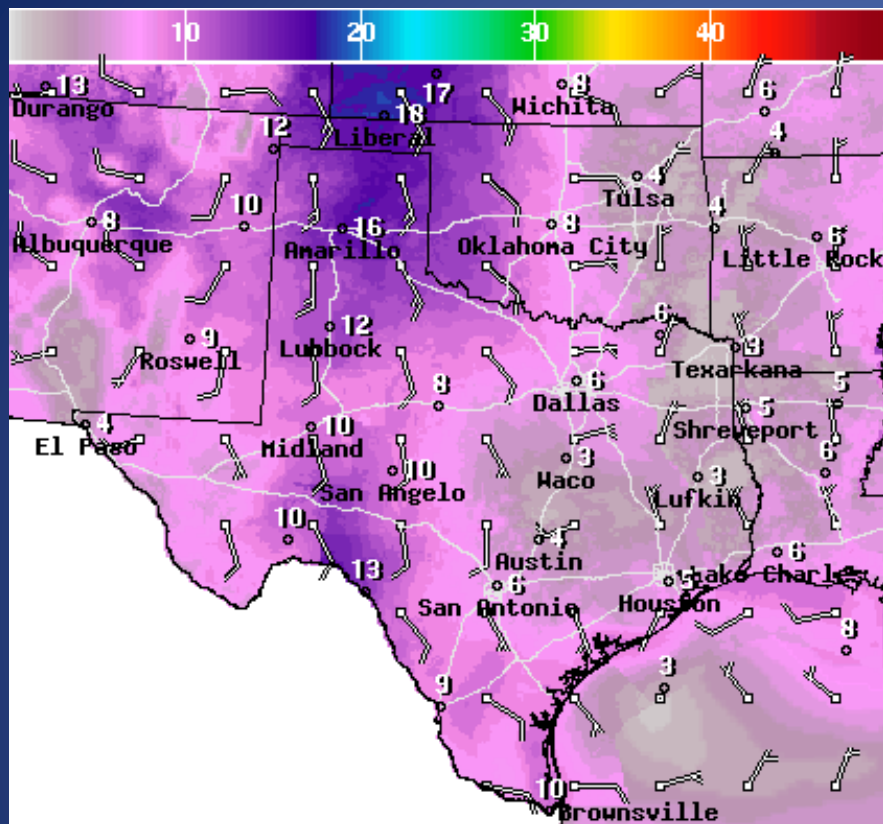 10 20 30 40
13 17 8 6
Durango Wichita
18
Liberal
12 4
4
Tulsa
8 10 16 8 4 6
Albuquerque Amarillo Oklahoma City Little Rock
9 12 6
Roswell Lubbock 3
Texarkana
8 6 5
Dallas 5
4 10 Shreveport
El Paso Midland
10 3 3 6
San Angelo Waco Lufkin
10 4 6
Austin
13 6 5 Lake Charl
San Antonio Houston
8
3
9
10
Brownsville